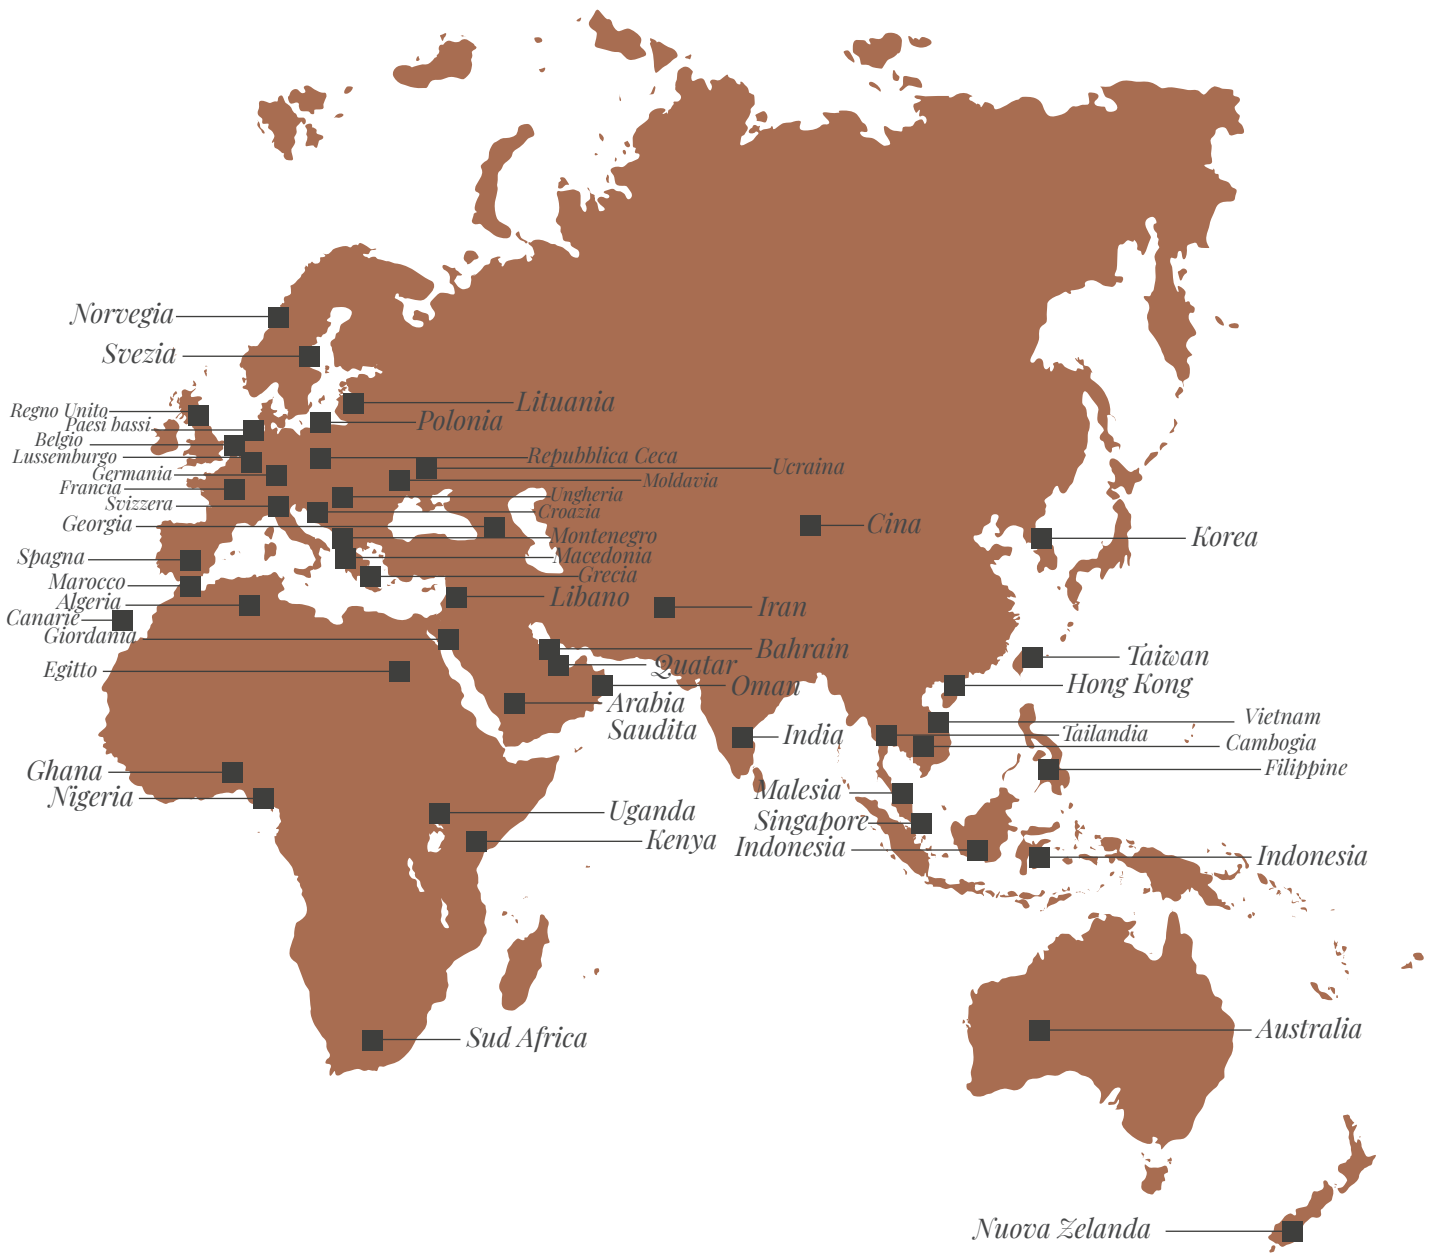 Norvegia
Svezia
Lituania
Regno Unito
Polonia
Paesi bassi
Belgio
Lussemburgo
Repubblica Ceca
Ucraina
Germania
Moldavia
Francia
Ungheria
Svizzera
Croazia
Georgia
Cina
Montenegro
Korea
Spagna
Macedonia
Grecia
Marocco
Libano
Algeria
Iran
Canarie
Giordania
Bahrain
Taiwan
Quatar
Egitto
Oman
Hong Kong
Arabia
Saudita
Vietnam
India
Tailandia
Cambogia
Filippine
Ghana
Malesia
Nigeria
Uganda
Singapore
Kenya
Indonesia
Indonesia
Sud Africa
Australia
Nuova Zelanda